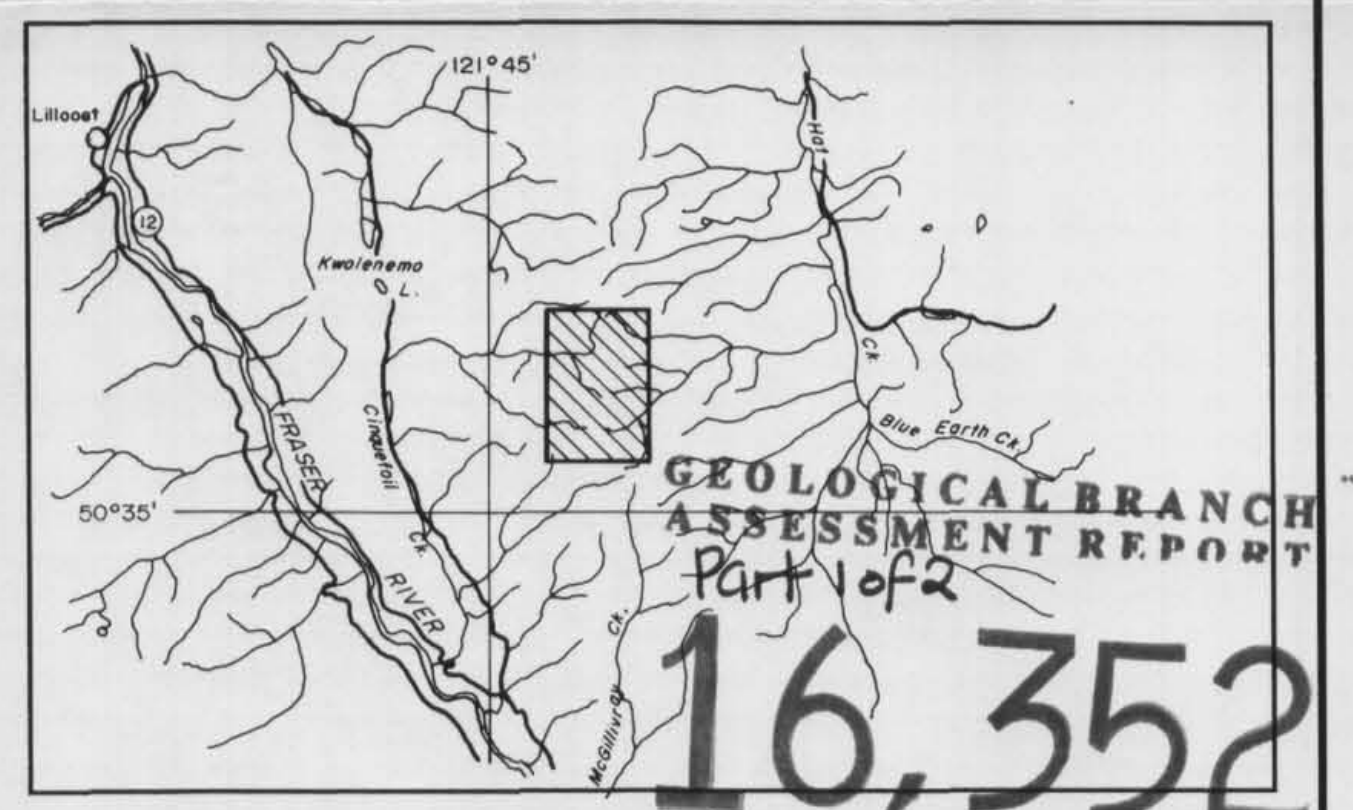 121° 45'
Lillooet
Hat
12
Kwolenemo
L.
Ck.
FRASER
Cinquefoil
Blue Earth Ck.
GEOLOGICAL BRANCH
50° 35'
ASSESSMENT REPORT
Ck.
Part 1 of 2
RIVER
Ck.
McGillivray
16,352